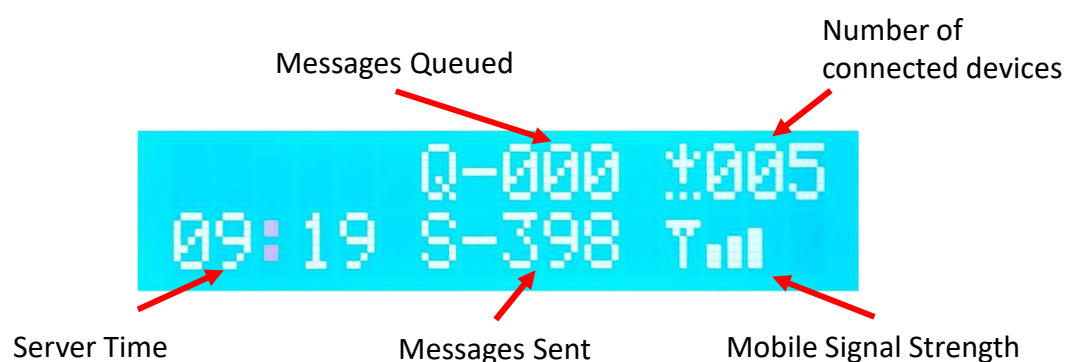 Number of
connected devices
Messages Queued
Q-000 005
09:19 S-398
Server Time
Messages Sent
Mobile Signal Strength